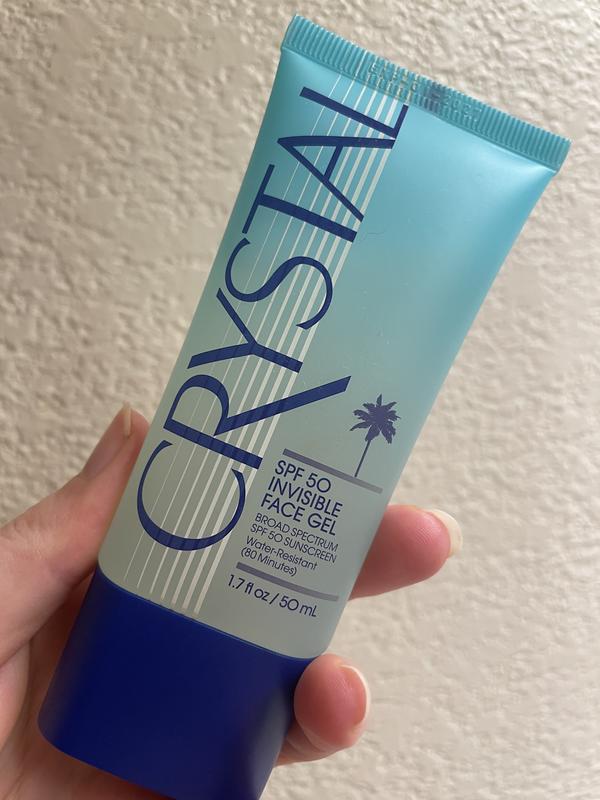 CRYSTAL
SPF 50
INVISIBLE
FACE GEL
BROAD SPECTRUM
SPF 50 SUNSCREEN
Water-Resistant
(80 Minutes)
1.7 fl oz / 50 mL